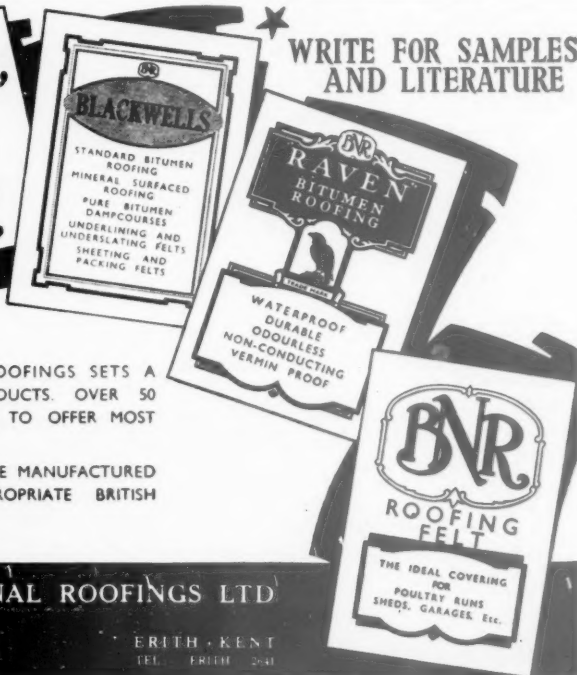 WRITE FOR SAMPLES
AND LITERATURE
BNR
BLACKWELLS
STANDARD BITUMEN
ROOFING
MINERAL SURFACED
ROOFING
PURE BITUMEN
DAMPCOURSES
UNDERLINING AND
UNDERSLATING FELTS
SHEETING AND
PACKING FELTS
BNR
"RAVEN"
BITUMEN
ROOFING
TRADE MARK
WATERPROOF
DURABLE
ODOURLESS
NON-CONDUCTING
VERMIN PROOF
OOFINGS SETS A
DUCTS. OVER 50
TO OFFER MOST
E MANUFACTURED
ROPRIATE BRITISH
BNR
ROOFING
FELT
THE IDEAL COVERING
FOR
POULTRY RUNS
SHEDS, GARAGES, Etc.
NAL ROOFINGS LTD
ERITH · KENT
TEL. ERITH 2641